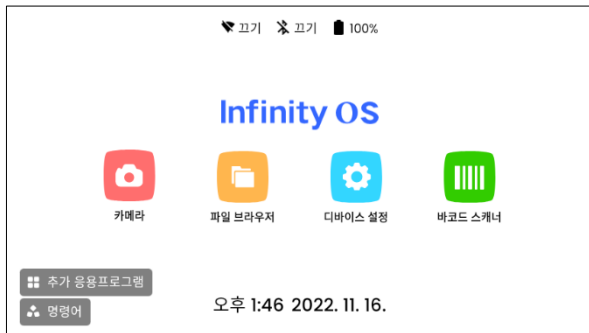 끄기 끄기 100%
Infinity OS
카메라 파일 브라우저 디바이스 설정 바코드 스캐너
추가 응용프로그램
명령어
오후 1:46 2022. 11. 16.